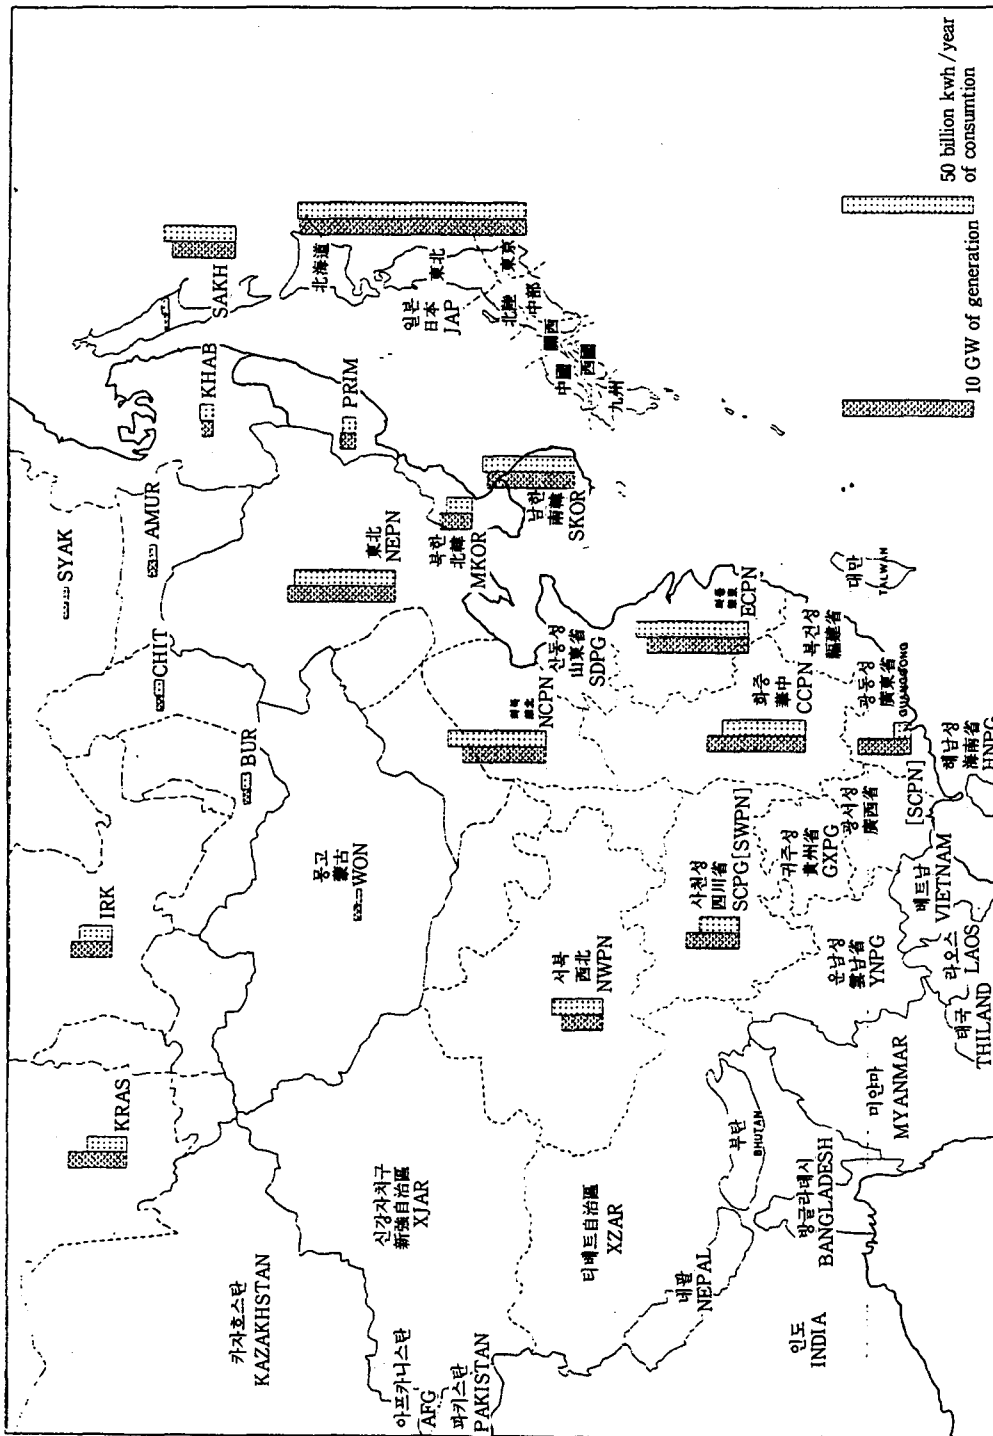 SYAK
AMUR
CHIT
BUR
IRK
KRAS
KHAB
SAKH
PRIM
北海道
東北
東京
일본
日本
JAP
北陸
中部
關西
中國
西國
九州
東北
NEPN
북한
北韓
MKOR
남한
南韓
SKOR
몽고
蒙古
WON
카자흐스탄
KAZAKHSTAN
신강자치구
新強自治區
XJAR
아프카니스탄
AFG
파키스탄
PAKISTAN
티베트自治區
XZAR
서북
西北
NWPN
NCPN
산동성
山東省
SDPG
ECPN
화중
華中
CCPN
복건성
福建省
대만
TALWAN
광동성
廣東省
GUANGDONG
해남성
海南省
HNPG
[SCPN]
광서성
廣西省
귀주성
貴州省
GXPG
사천성
四川省
SCPG[SWPN]
운남성
雲南省
YNPG
베트남
VIETNAM
라오스
LAOS
태국
THILAND
미얀마
MYANMAR
부탄
BHUTAN
방글라데시
BANGLADESH
네팔
NEPAL
인도
INDIA
10 GW of generation
50 billion kwh/year
of consumtion